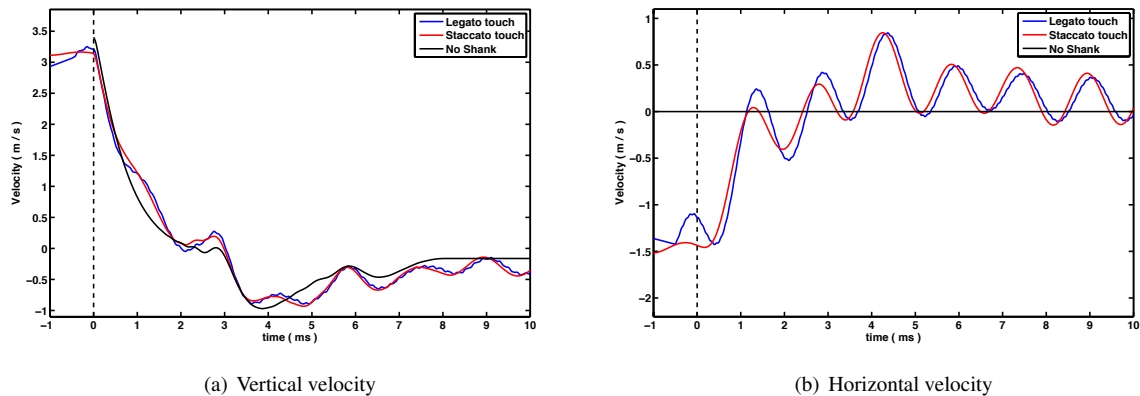 Legato touch
Staccato touch
No Shank
3.5
3
2.5
2
1.5
1
0.5
0
−0.5
−1
Velocity ( m / s )
−1 0 1 2 3 4 5 6 7 8 9 10
time ( ms )
(a) Vertical velocity
Legato touch
Staccato touch
No Shank
1
0.5
0
−0.5
−1
−1.5
−2
Velocity ( m / s )
−1 0 1 2 3 4 5 6 7 8 9 10
time ( ms )
(b) Horizontal velocity